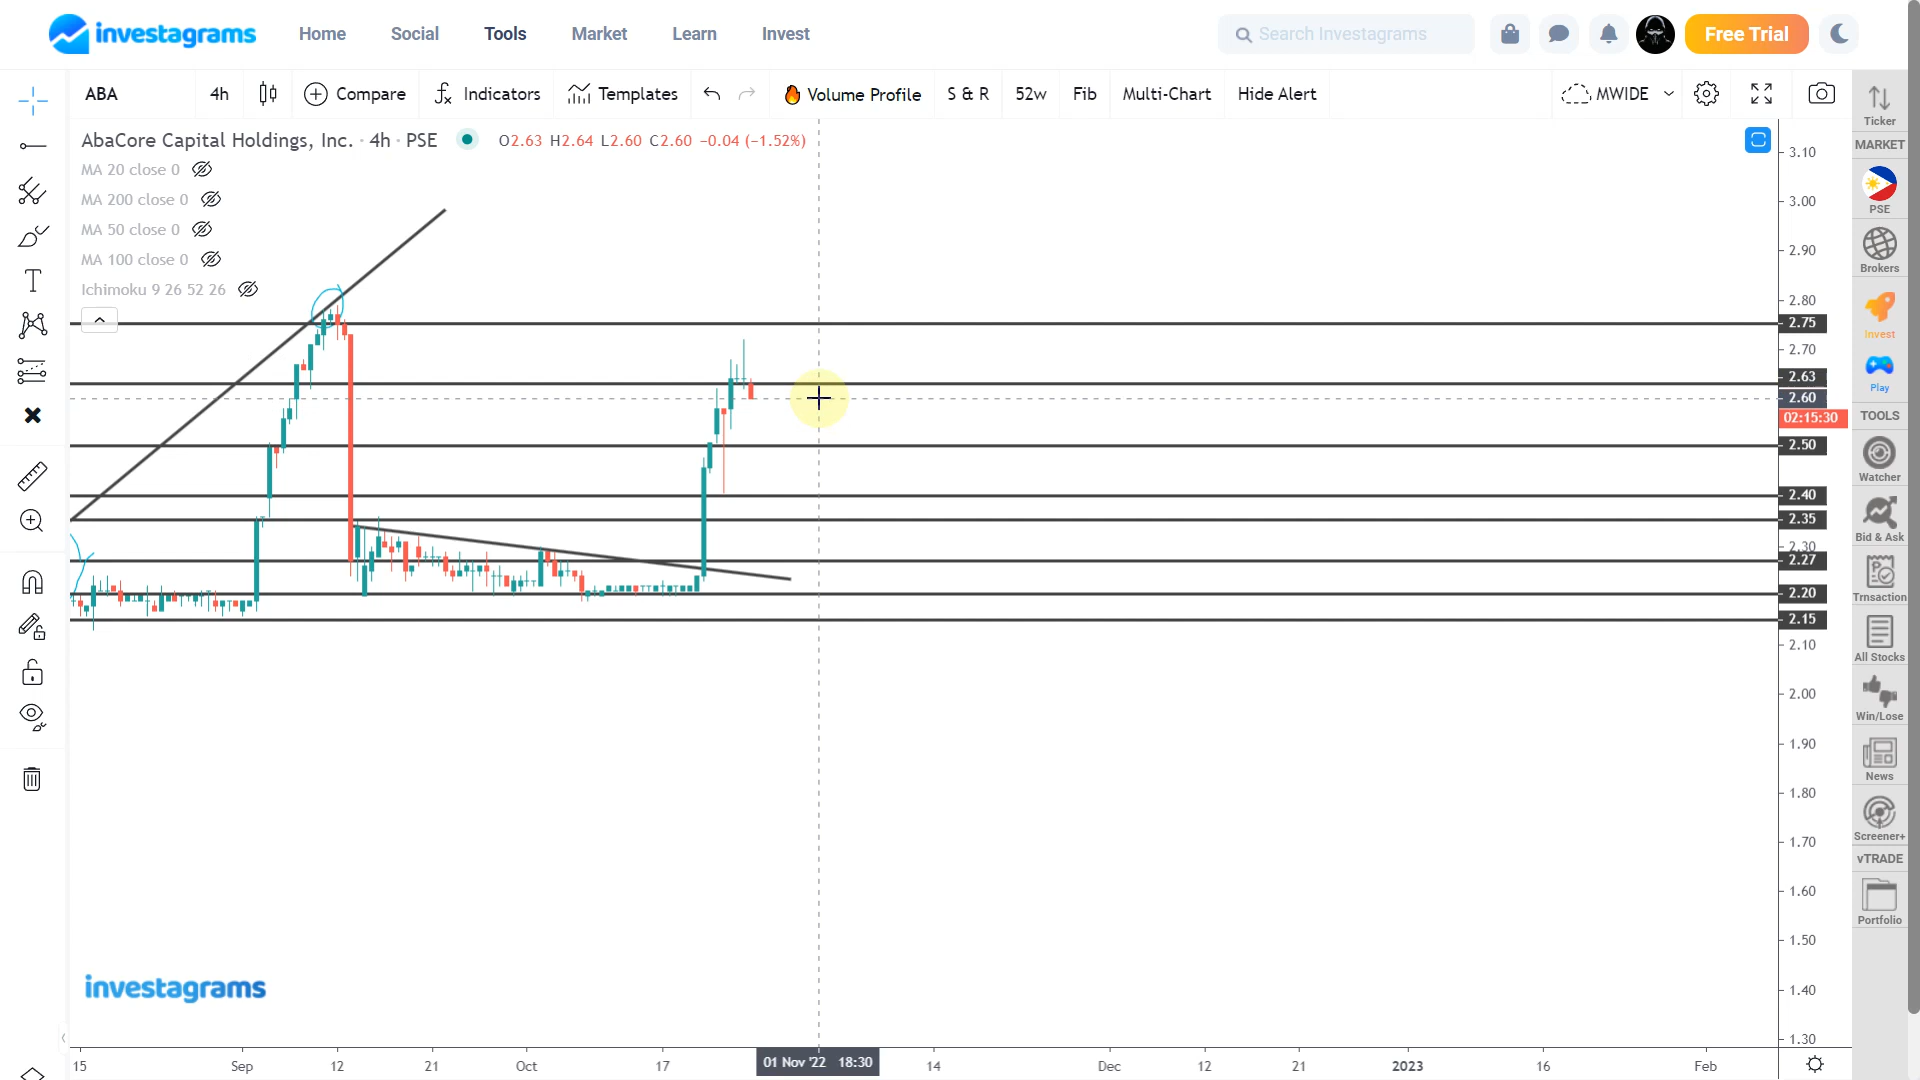 investagrams
Home Social Tools Market Learn Invest
Search Investagrams
Free Trial
ABA 4h Compare Indicators Templates Volume Profile S & R 52w Fib Multi-Chart Hide Alert MWIDE
AbaCore Capital Holdings, Inc. · 4h · PSE O2.63 H2.64 L2.60 C2.60 −0.04 (−1.52%)
MA 20 close 0
MA 200 close 0
MA 50 close 0
MA 100 close 0
Ichimoku 9 26 52 26
3.10
3.00
2.90
2.80
2.75
2.70
2.63
2.60
02:15:30
2.50
2.40
2.35
2.30
2.27
2.20
2.15
2.10
2.00
1.90
1.80
1.70
1.60
1.50
1.40
1.30
investagrams
15 Sep 12 21 Oct 17 01 Nov '22 18:30 14 Dec 12 21 2023 16 Feb
Ticker
MARKET
PSE
Brokers
Invest
Play
TOOLS
Watcher
Bid & Ask
Trnsaction
All Stocks
Win/Lose
News
Screener+
vTRADE
Portfolio